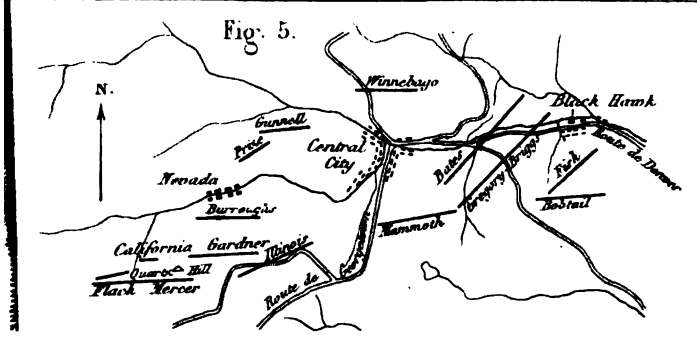 Fig. 5.
N.
Winnebago
Black Hawk
Gunnell
Prise
Central
City
Route de Denver
Bates
Gregory
Briggs
Fisk
Bobtail
Nevada
Burroughs
Mammoth
California
Gardner
Illinois
Quartz Hill
Flack Mercer
Route de
Georgetown